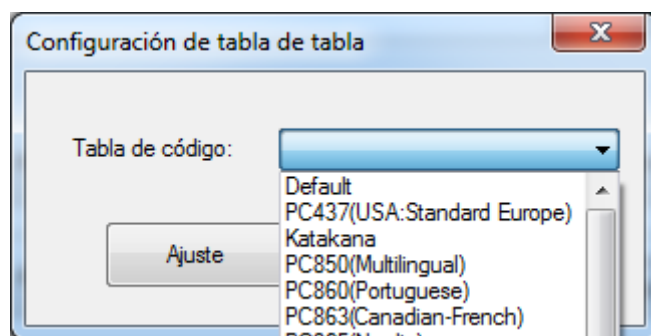 Configuración de tabla de tabla
Tabla de código:
Default
PC437(USA:Standard Europe)
Katakana
Ajuste
PC850(Multilingual)
PC860(Portuguese)
PC863(Canadian-French)